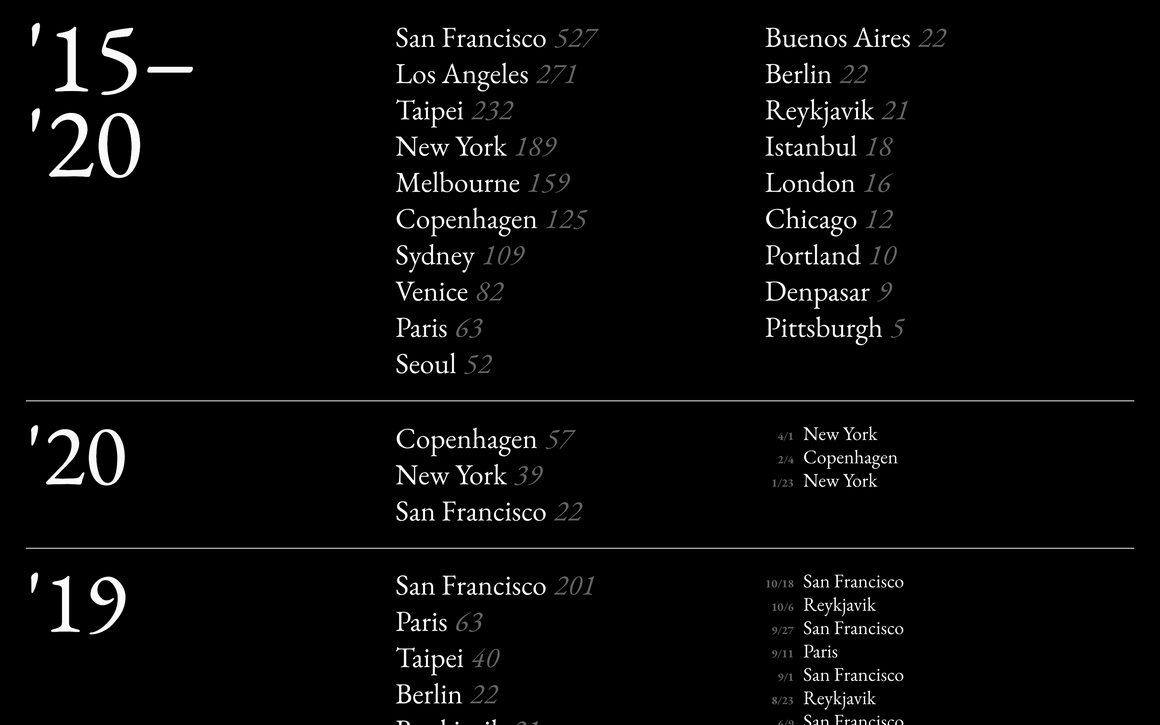 '15–
'20
San Francisco 527
Los Angeles 271
Taipei 232
New York 189
Melbourne 159
Copenhagen 125
Sydney 109
Venice 82
Paris 63
Seoul 52
Buenos Aires 22
Berlin 22
Reykjavik 21
Istanbul 18
London 16
Chicago 12
Portland 10
Denpasar 9
Pittsburgh 5
'20
Copenhagen 57
New York 39
San Francisco 22
4/1 New York
2/4 Copenhagen
1/23 New York
'19
San Francisco 201
Paris 63
Taipei 40
Berlin 22
10/18 San Francisco
10/6 Reykjavik
9/27 San Francisco
9/11 Paris
9/1 San Francisco
8/23 Reykjavik
San Francisco